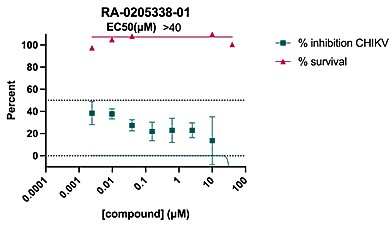 RA-0205338-01
EC50(µM) >40
% inhibition CHIKV
% survival
Percent
100
80
60
40
20
0
0.0001
0.001
0.01
0.1
1
10
100
[compound] (µM)